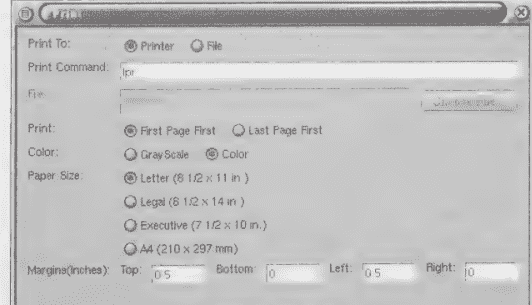 Print To: Printer File
Print Command: lpr
File:
Print: First Page First Last Page First
Color: GrayScale Color
Paper Size: Letter (8 1/2 x 11 in )
Legal (8 1/2 x 14 in )
Executive (7 1/2 x 10 in.)
A4 (210 x 297 mm)
Margins(inches): Top: 0.5 Bottom: 0 Left: 0.5 Right: 0